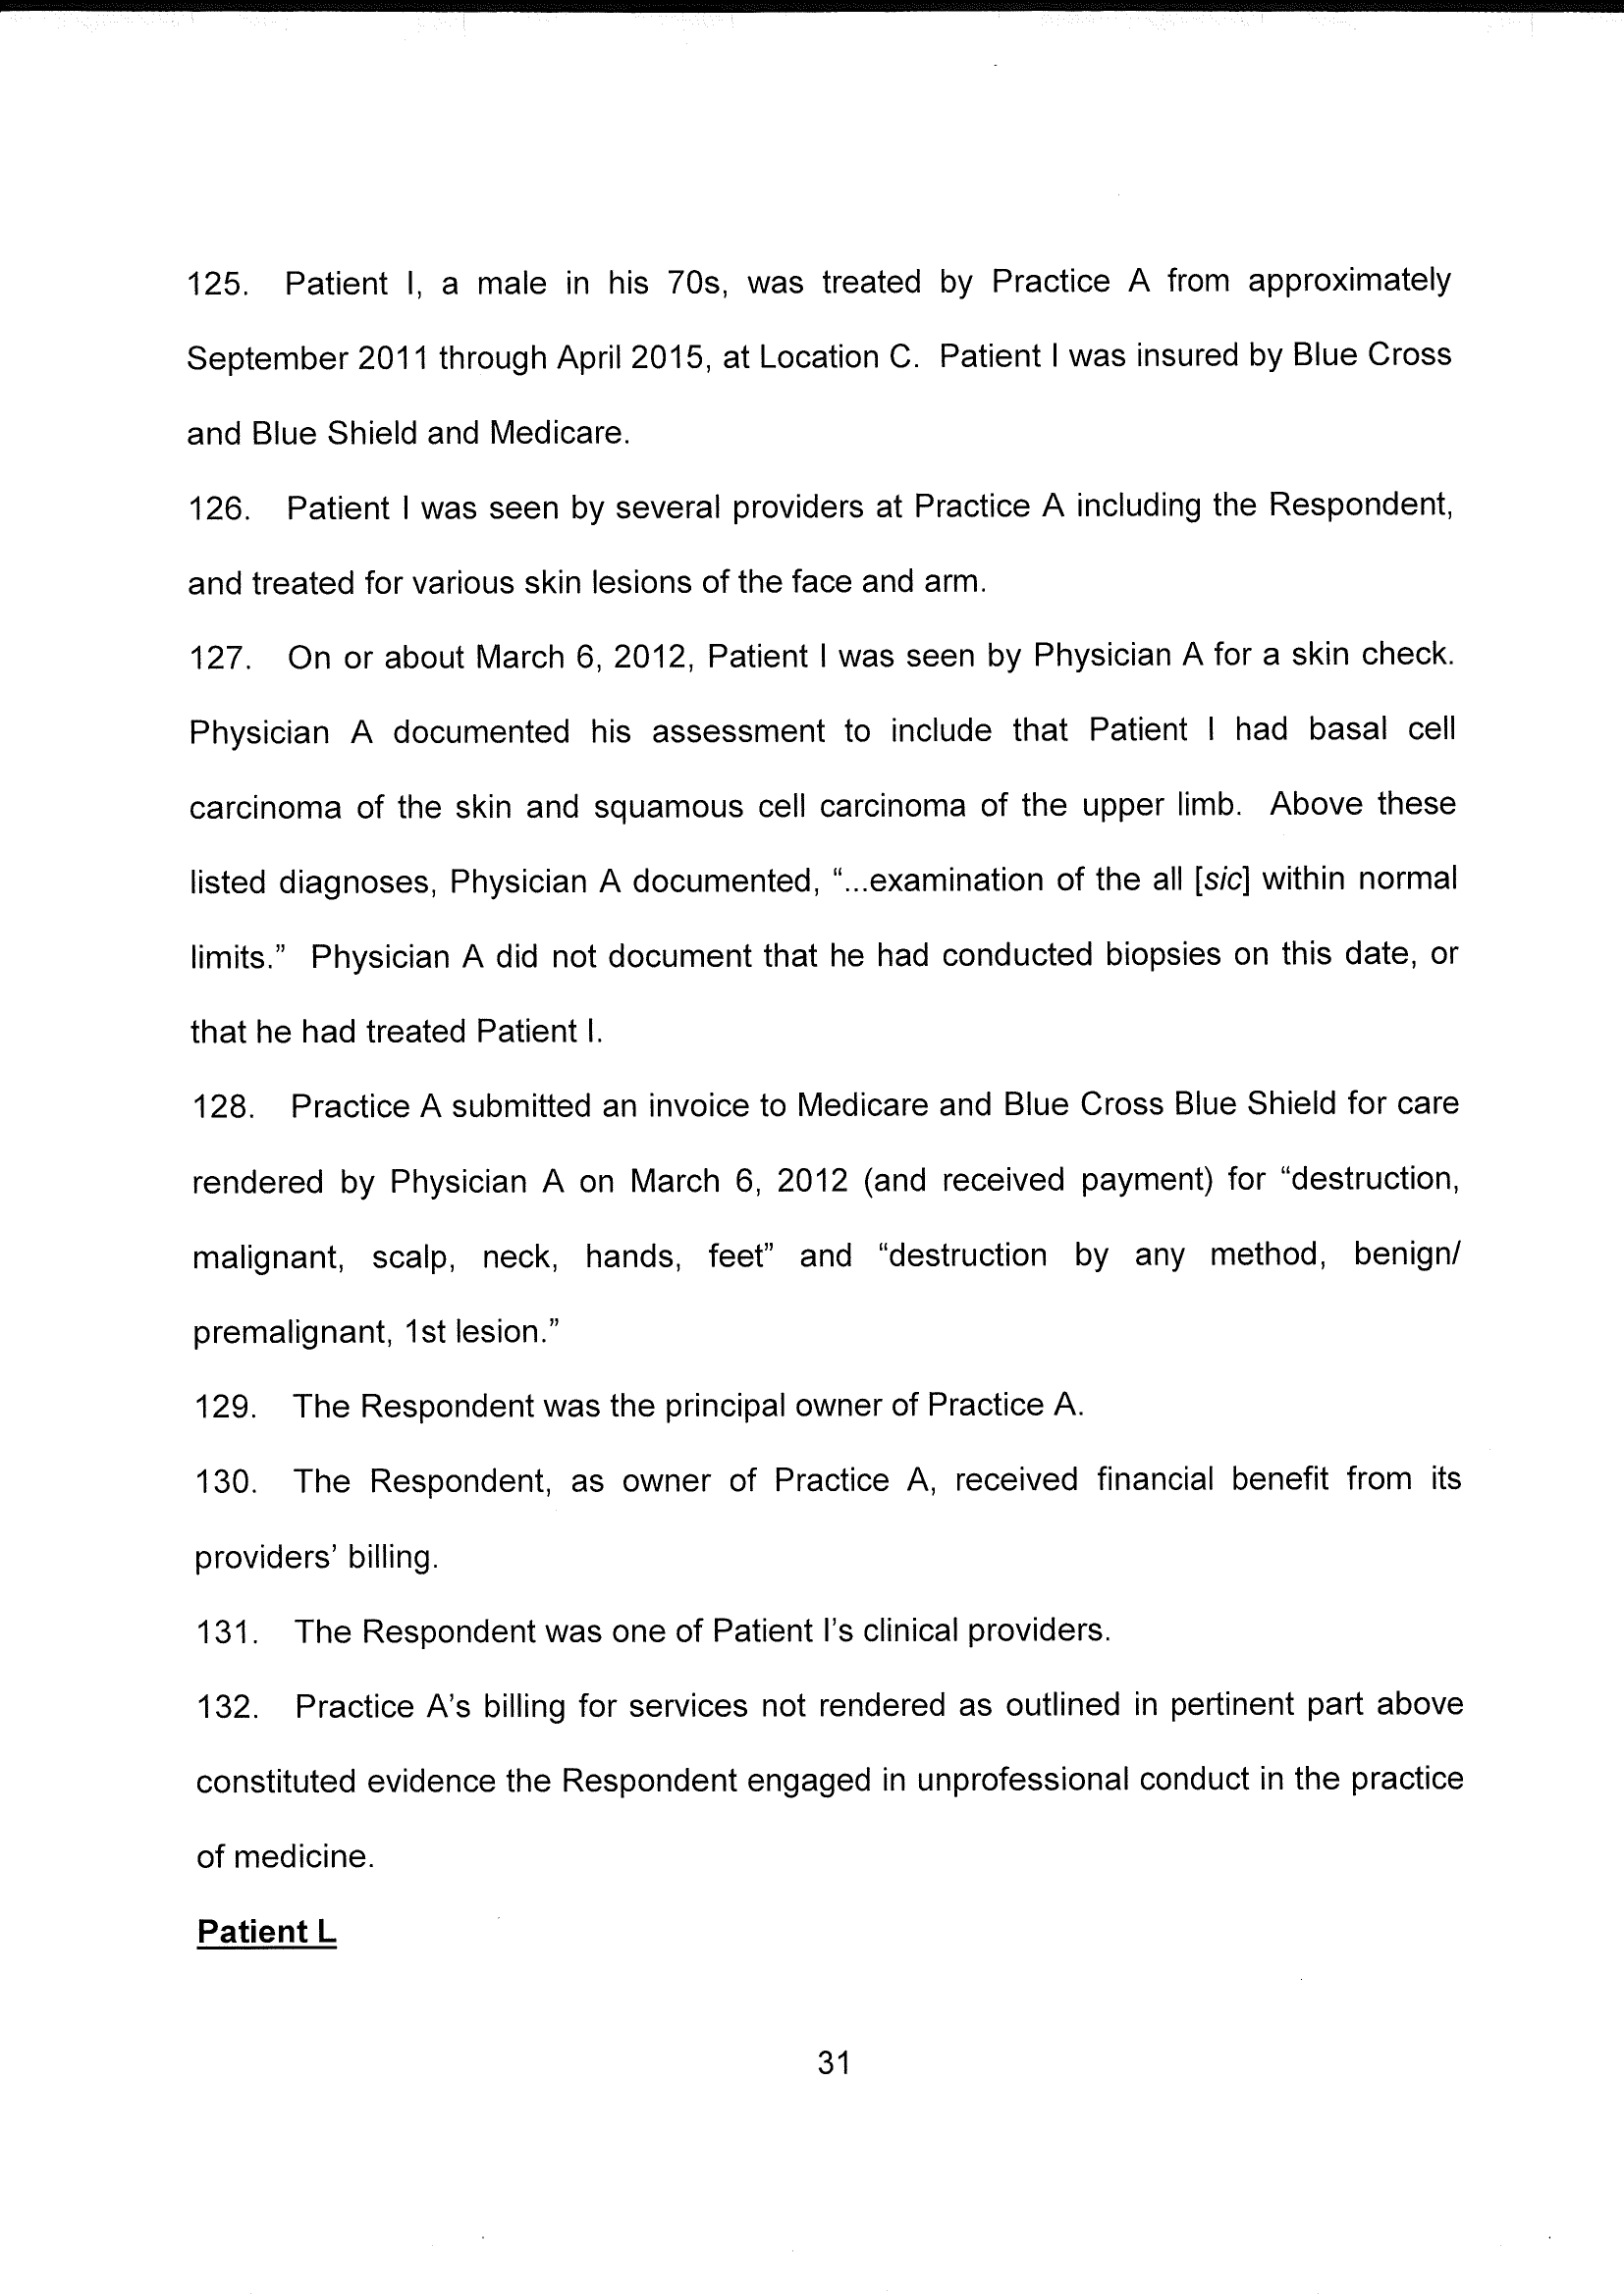 125. Patient I, a male in his 70s, was treated by Practice A from approximately
September 2011 through April 2015, at Location C. Patient I was insured by Blue Cross
and Blue Shield and Medicare.
126. Patient I was seen by several providers at Practice A including the Respondent,
and treated for various skin lesions of the face and arm.
127. On or about March 6, 2012, Patient I was seen by Physician A for a skin check.
Physician A documented his assessment to include that Patient I had basal cell
carcinoma of the skin and squamous cell carcinoma of the upper limb. Above these
listed diagnoses, Physician A documented, “...examination of the all [sic] within normal
limits.” Physician A did not document that he had conducted biopsies on this date, or
that he had treated Patient I.
128. Practice A submitted an invoice to Medicare and Blue Cross Blue Shield for care
rendered by Physician A on March 6, 2012 (and received payment) for “destruction,
malignant, scalp, neck, hands, feet” and “destruction by any method, benign/
premalignant, 1st lesion.”
129. The Respondent was the principal owner of Practice A.
130. The Respondent, as owner of Practice A, received financial benefit from its
providers’ billing.
131. The Respondent was one of Patient I’s clinical providers.
132. Practice A’s billing for services not rendered as outlined in pertinent part above
constituted evidence the Respondent engaged in unprofessional conduct in the practice
of medicine.
Patient L
31